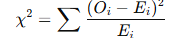 χ² = ∑ (Oᵢ − Eᵢ)² / Eᵢ